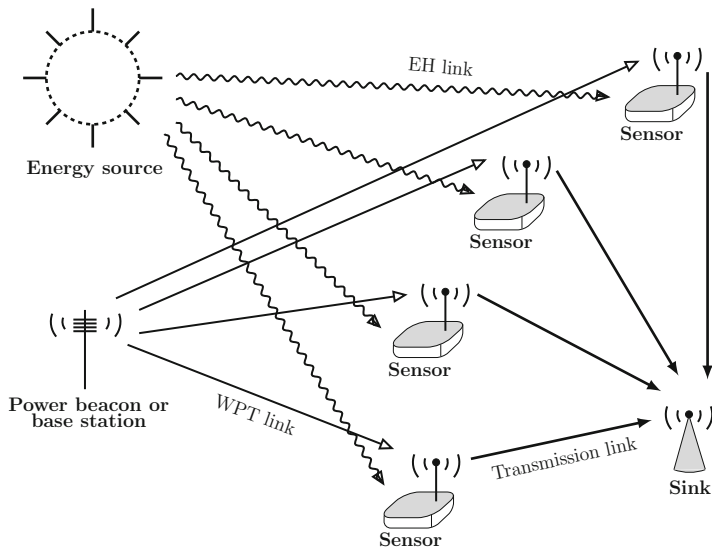 EH link
Sensor
Energy source
Sensor
Sensor
Power beacon or
base station
WPT link
Transmission link
Sink
Sensor